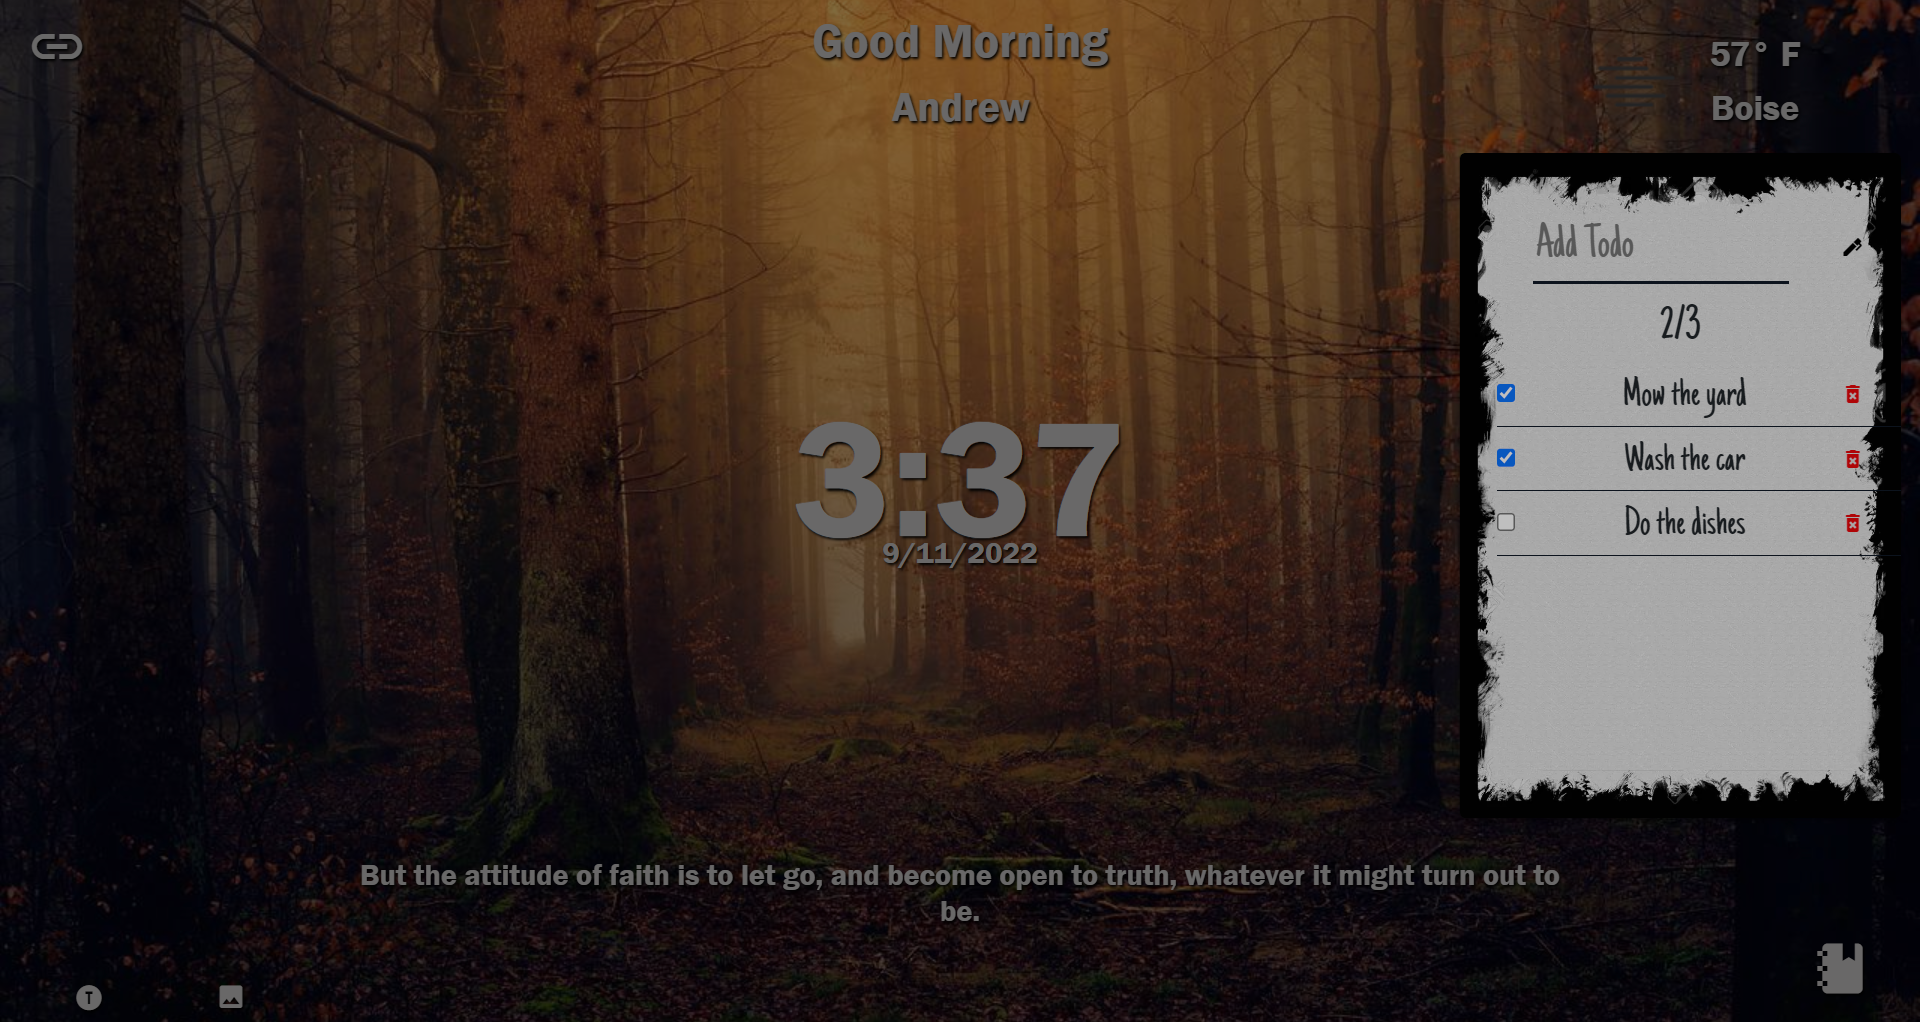 Good Morning
Andrew
57° F
Boise
Add Todo
2/3
Mow the yard
Wash the car
Do the dishes
3:37
9/11/2022
But the attitude of faith is to let go, and become open to truth, whatever it might turn out to
be.
T